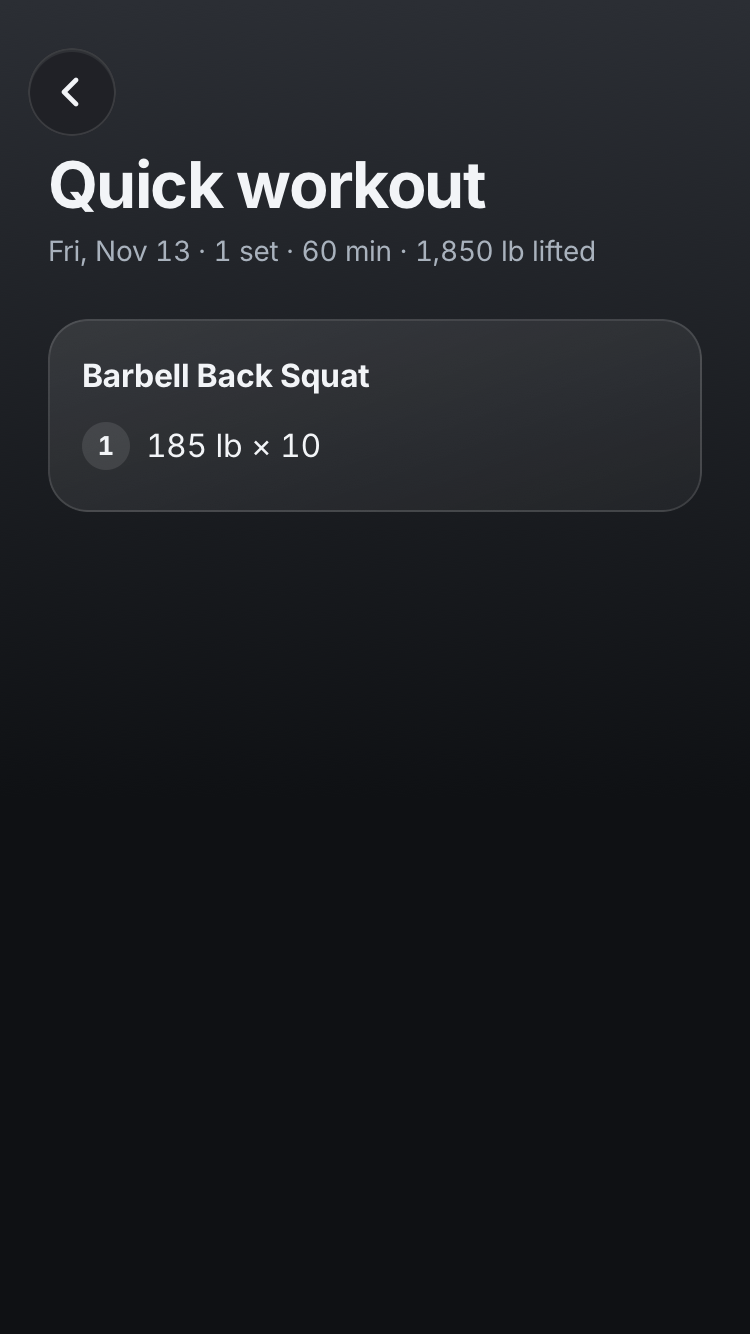 Quick workout
Fri, Nov 13 · 1 set · 60 min · 1,850 lb lifted
Barbell Back Squat
1 185 lb × 10